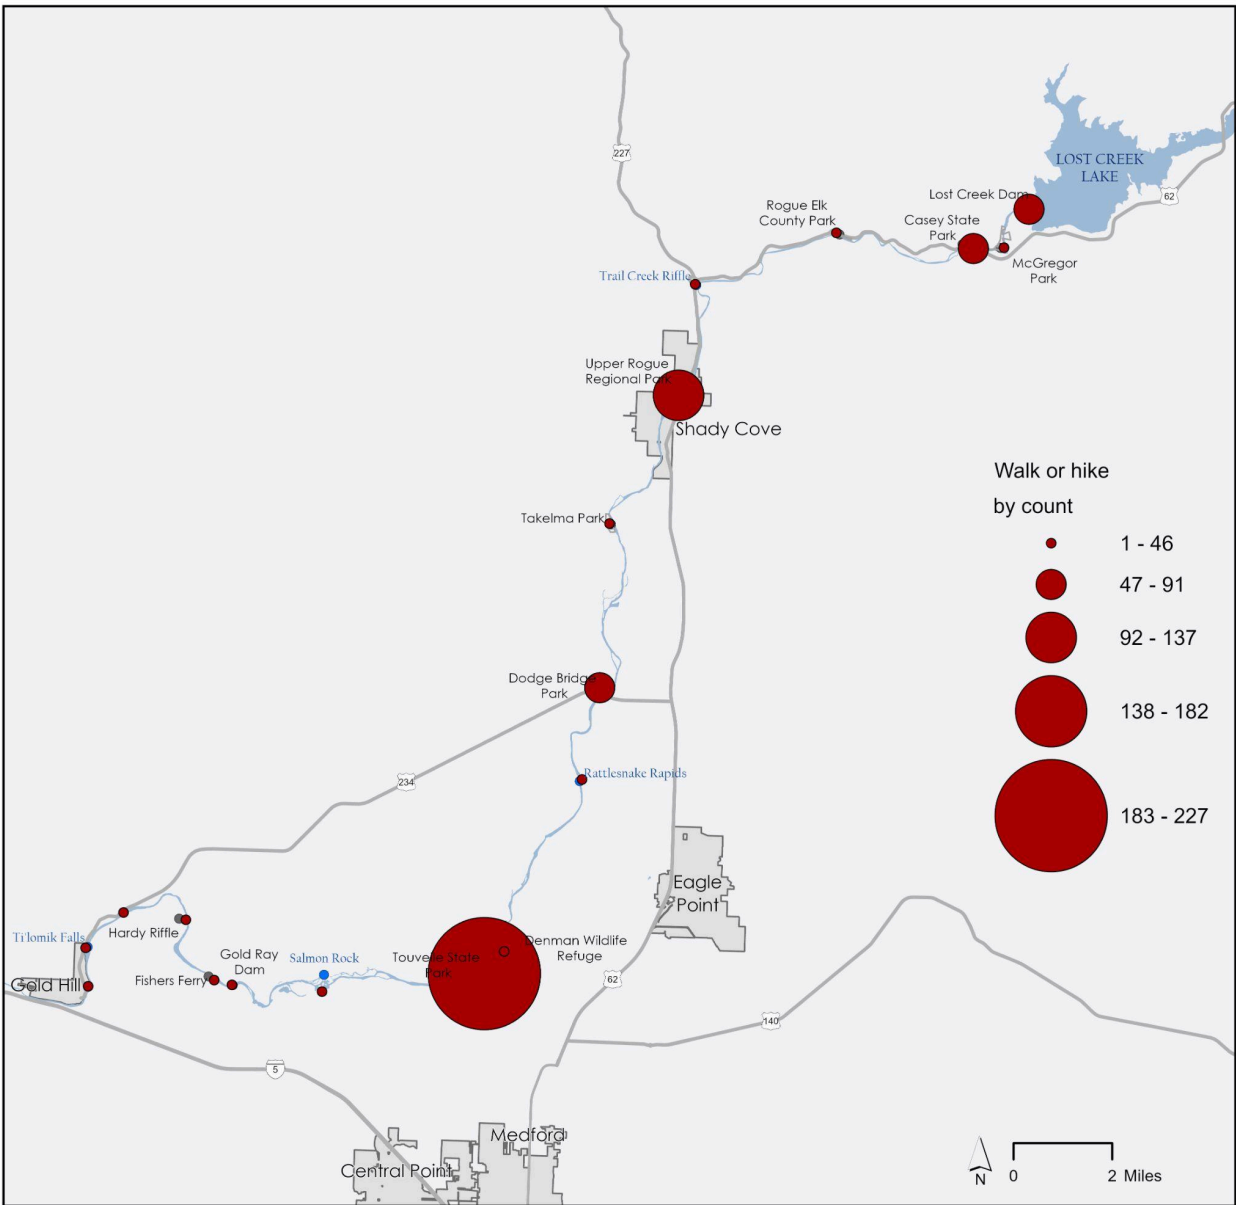 227
LOST CREEK
LAKE
62
Lost Creek Dam
Rogue Elk
County Park
Casey State
Park
McGregor
Park
Trail Creek Riffle
Upper Rogue
Regional Park
Shady Cove
Walk or hike
by count
1 - 46
47 - 91
92 - 137
138 - 182
183 - 227
Takelma Park
Dodge Bridge
Park
Rattlesnake Rapids
234
Eagle
Point
Hardy Riffle
Ti'lomik Falls
Gold Hill
Fishers Ferry
Gold Ray
Dam
Salmon Rock
Touvelle State
Park
Denman Wildlife
Refuge
62
140
5
Medford
Central Point
N
0
2 Miles